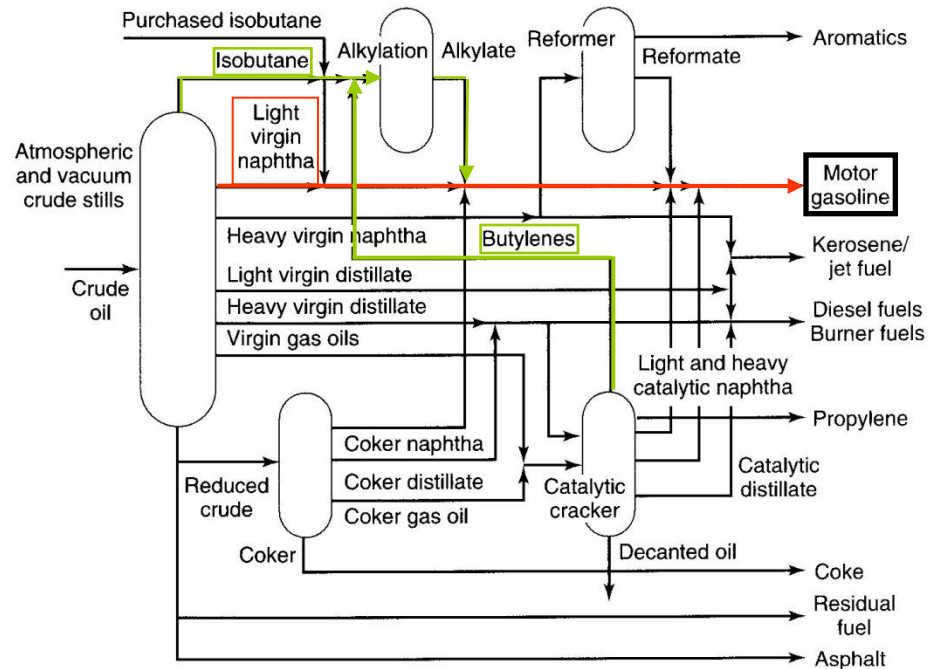 Purchased isobutane
Isobutane
Alkylation
Alkylate
Reformer
Reformate
Aromatics
Light
virgin
naphtha
Atmospheric
and vacuum
crude stills
Motor
gasoline
Heavy virgin naphtha
Butylenes
Kerosene/
jet fuel
Light virgin distillate
Crude
oil
Heavy virgin distillate
Diesel fuels
Burner fuels
Virgin gas oils
Light and heavy
catalytic naphtha
Propylene
Coker naphtha
Reduced
crude
Coker distillate
Catalytic
cracker
Catalytic
distillate
Coker gas oil
Coker
Decanted oil
Coke
Residual
fuel
Asphalt